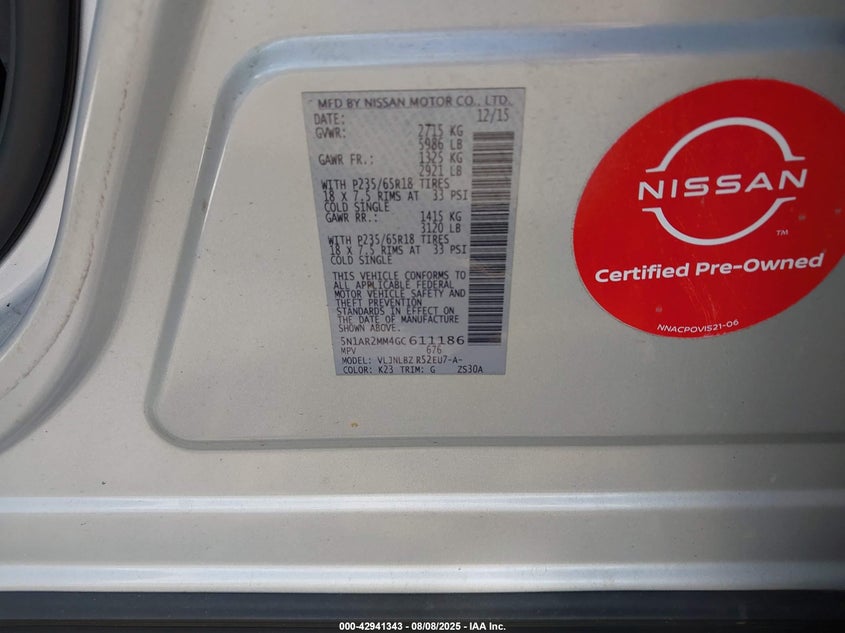 MFD BY NISSAN MOTOR CO., LTD.
DATE: 12/15
GVWR: 2715 KG
5986 LB
GAWR FR.: 1325 KG
2921 LB
WITH P235/65R18 TIRES
18 X 7.5 RIMS AT 33 PSI
COLD SINGLE
GAWR RR.: 1415 KG
3120 LB
WITH P235/65R18 TIRES
18 X 7.5 RIMS AT 33 PSI
COLD SINGLE
THIS VEHICLE CONFORMS TO
ALL APPLICABLE FEDERAL
MOTOR VEHICLE SAFETY AND
THEFT PREVENTION
STANDARDS IN EFFECT ON
THE DATE OF MANUFACTURE
SHOWN ABOVE.
5N1AR2MM4GC611186
MPV 676
MODEL: VLJNLBZ R52EU7-A-
COLOR: K23 TRIM: G ZS30A
NISSAN
TM
Certified Pre-Owned
NNACPOVIS21-06
000-42941343 - 08/08/2025 - IAA Inc.